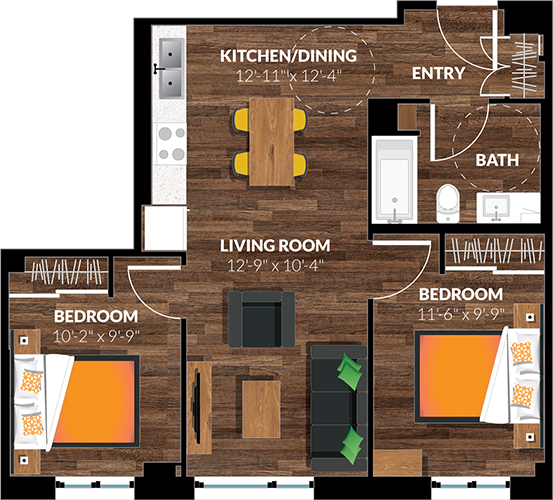 KITCHEN/DINING
12'-11" x 12'-4"
ENTRY
BATH
LIVING ROOM
12'-9" x 10'-4"
BEDROOM
11'-6" x 9'-9"
BEDROOM
10'-2" x 9'-9"